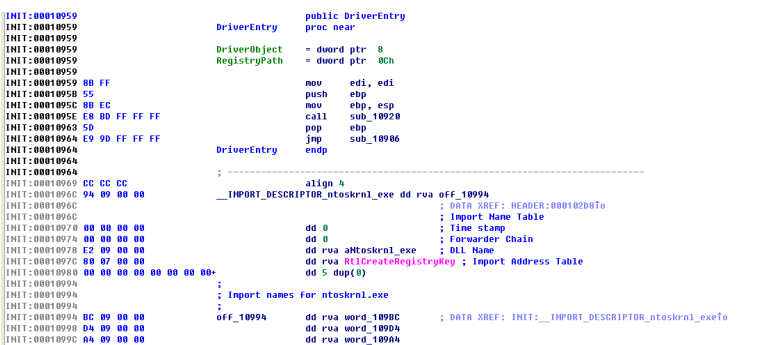 INIT:00010959 public DriverEntry
INIT:00010959 DriverEntry proc near
INIT:00010959
INIT:00010959 DriverObject = dword ptr 8
INIT:00010959 RegistryPath = dword ptr 0Ch
INIT:00010959
INIT:00010959 8B FF mov edi, edi
INIT:0001095B 55 push ebp
INIT:0001095C 8B EC mov ebp, esp
INIT:0001095E E8 BD FF FF FF call sub_10920
INIT:00010963 5D pop ebp
INIT:00010964 E9 9D FF FF FF jmp sub_10906
INIT:00010964 DriverEntry endp
INIT:00010964
INIT:00010964 ; ---------------------------------------------------------------------------
INIT:00010969 CC CC CC align 4
INIT:0001096C 94 09 00 00 __IMPORT_DESCRIPTOR_ntoskrnl_exe dd rva off_10994
INIT:0001096C ; DATA XREF: HEADER:000102D8↑o
INIT:0001096C ; Import Name Table
INIT:00010970 00 00 00 00 dd 0 ; Time stamp
INIT:00010974 00 00 00 00 dd 0 ; Forwarder Chain
INIT:00010978 E2 09 00 00 dd rva aNtoskrnl_exe ; DLL Name
INIT:0001097C 80 07 00 00 dd rva RtlCreateRegistryKey ; Import Address Table
INIT:00010980 00 00 00 00 00 00 00 00+ dd 5 dup(0)
INIT:00010994 ;
INIT:00010994 ; Import names for ntoskrnl.exe
INIT:00010994 ;
INIT:00010994 BC 09 00 00 off_10994 dd rva word_109BC ; DATA XREF: INIT:__IMPORT_DESCRIPTOR_ntoskrnl_exe↑o
INIT:00010998 D4 09 00 00 dd rva word_109D4
INIT:0001099C A4 09 00 00 dd rva word_109A4